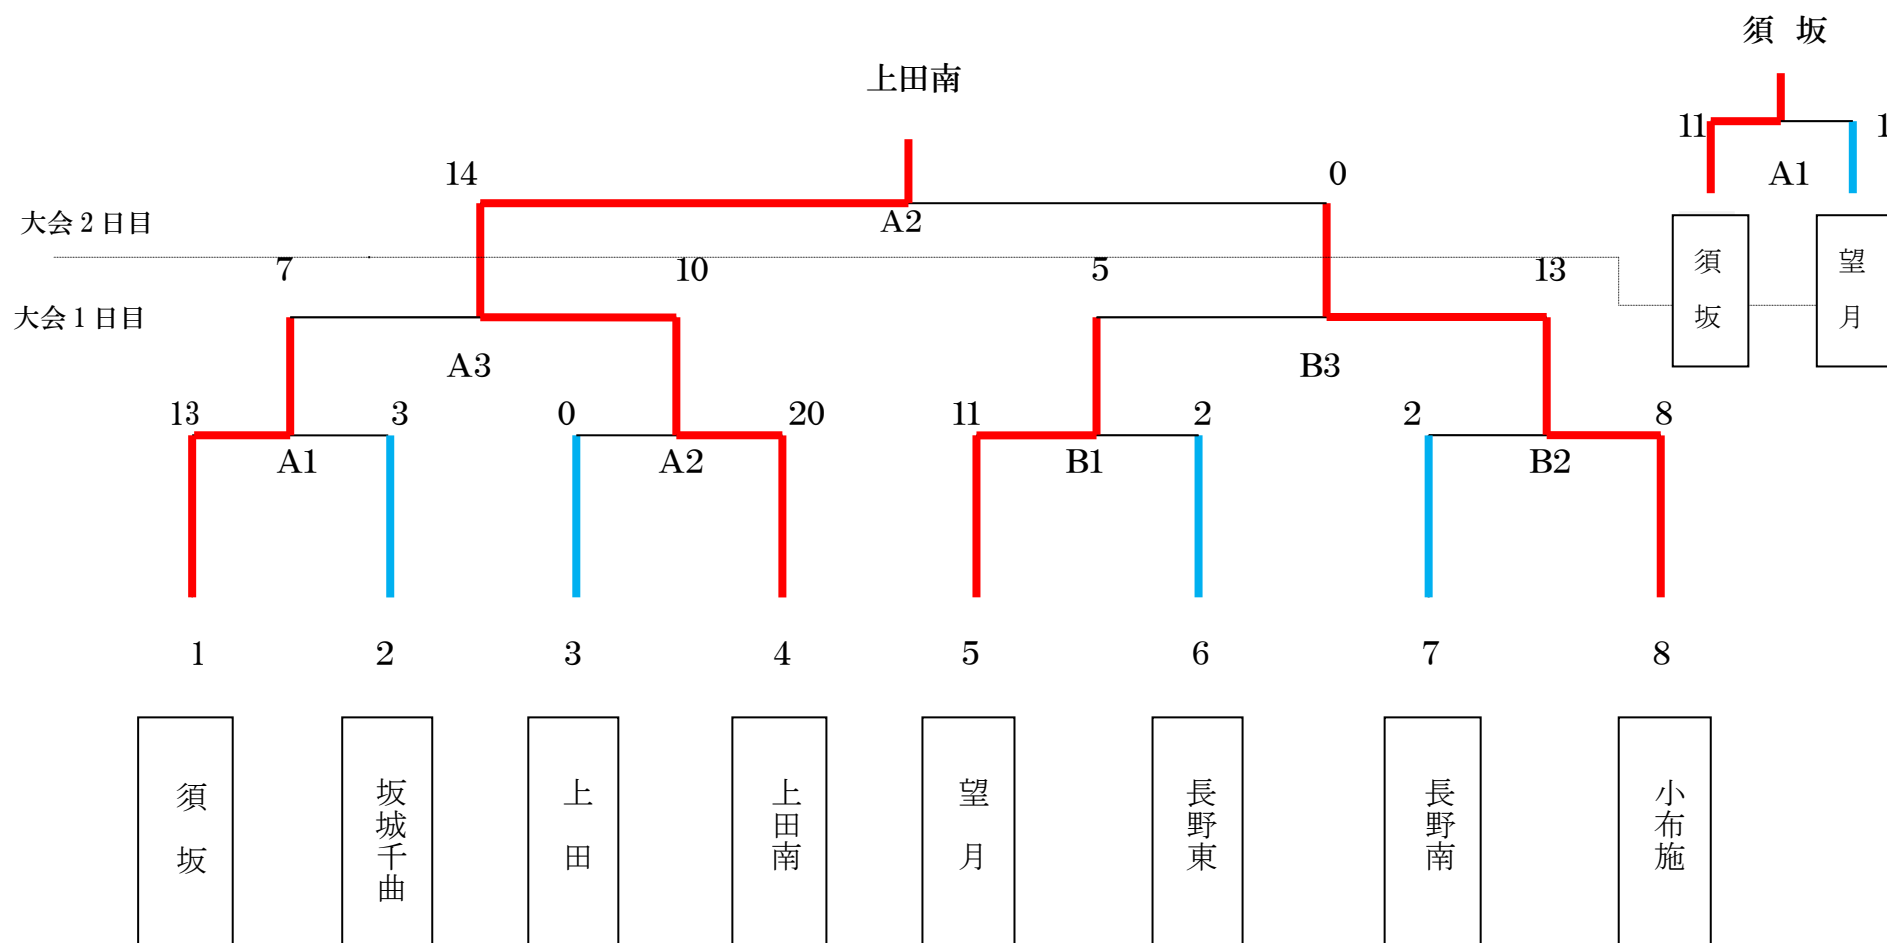 須 坂
上田南
11 1
A1
14 0
A2
大会2日目
須坂
望月
7 10 5 13
大会1日目
A3 B3
13 3 0 20 11 2 2 8
A1 A2 B1 B2
1 2 3 4 5 6 7 8
須坂
坂城千曲
上田
上田南
望月
長野東
長野南
小布施